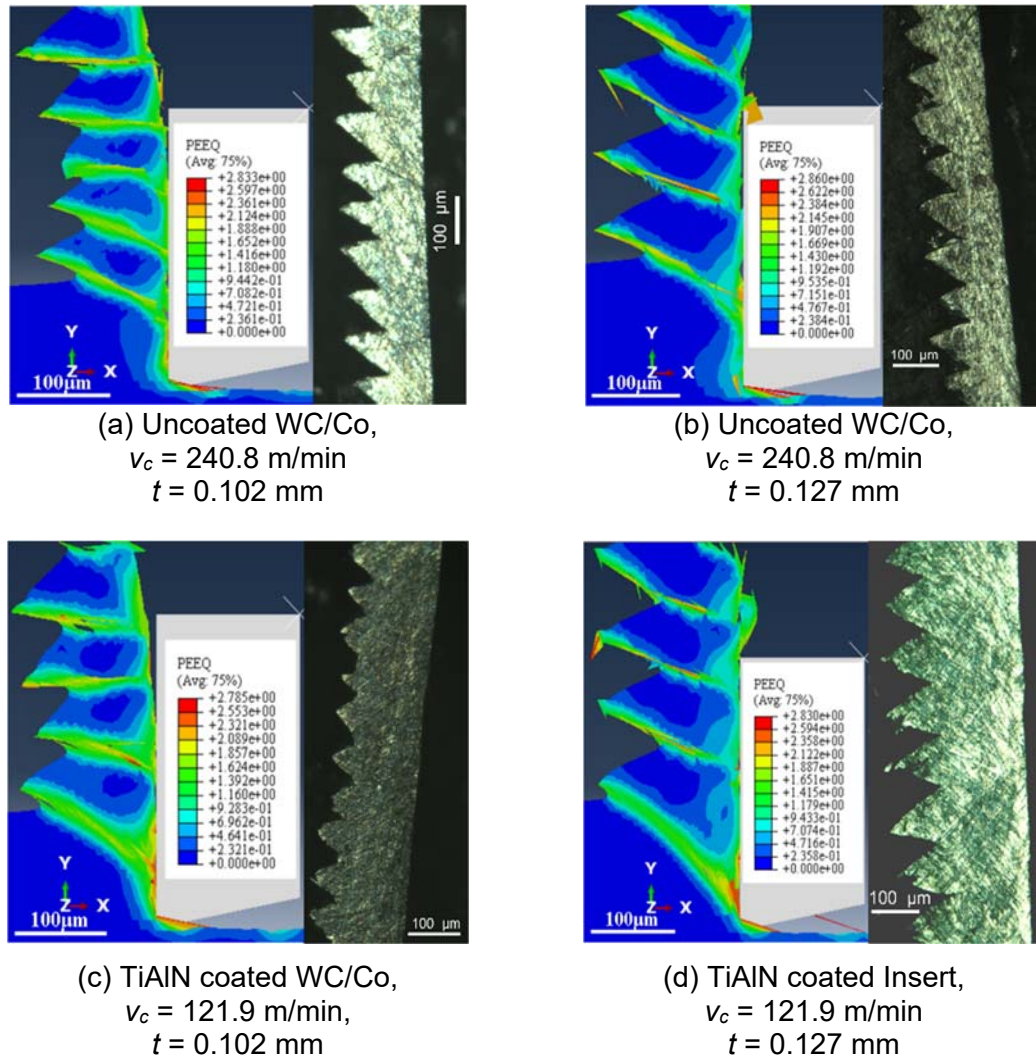 PEEQ
(Avg: 75%)
+2.833e+00
+2.597e+00
+2.361e+00
+2.124e+00
+1.888e+00
+1.652e+00
+1.416e+00
+1.180e+00
+9.442e-01
+7.082e-01
+4.721e-01
+2.361e-01
+0.000e+00
Y
Z X
100µm
100 µm
(a) Uncoated WC/Co,
vc = 240.8 m/min
t = 0.102 mm
PEEQ
(Avg: 75%)
+2.860e+00
+2.622e+00
+2.384e+00
+2.145e+00
+1.907e+00
+1.669e+00
+1.430e+00
+1.192e+00
+9.535e-01
+7.151e-01
+4.767e-01
+2.384e-01
+0.000e+00
Y
Z X
100µm
100 µm
(b) Uncoated WC/Co,
vc = 240.8 m/min
t = 0.127 mm
PEEQ
(Avg: 75%)
+2.785e+00
+2.553e+00
+2.321e+00
+2.089e+00
+1.857e+00
+1.624e+00
+1.392e+00
+1.160e+00
+9.283e-01
+6.962e-01
+4.641e-01
+2.321e-01
+0.000e+00
Y
Z X
100µm
100 µm
(c) TiAlN coated WC/Co,
vc = 121.9 m/min,
t = 0.102 mm
PEEQ
(Avg: 75%)
+2.830e+00
+2.594e+00
+2.358e+00
+2.122e+00
+1.887e+00
+1.651e+00
+1.415e+00
+1.179e+00
+9.433e-01
+7.074e-01
+4.716e-01
+2.358e-01
+0.000e+00
Y
Z X
100µm
100 µm
(d) TiAlN coated Insert,
vc = 121.9 m/min
t = 0.127 mm